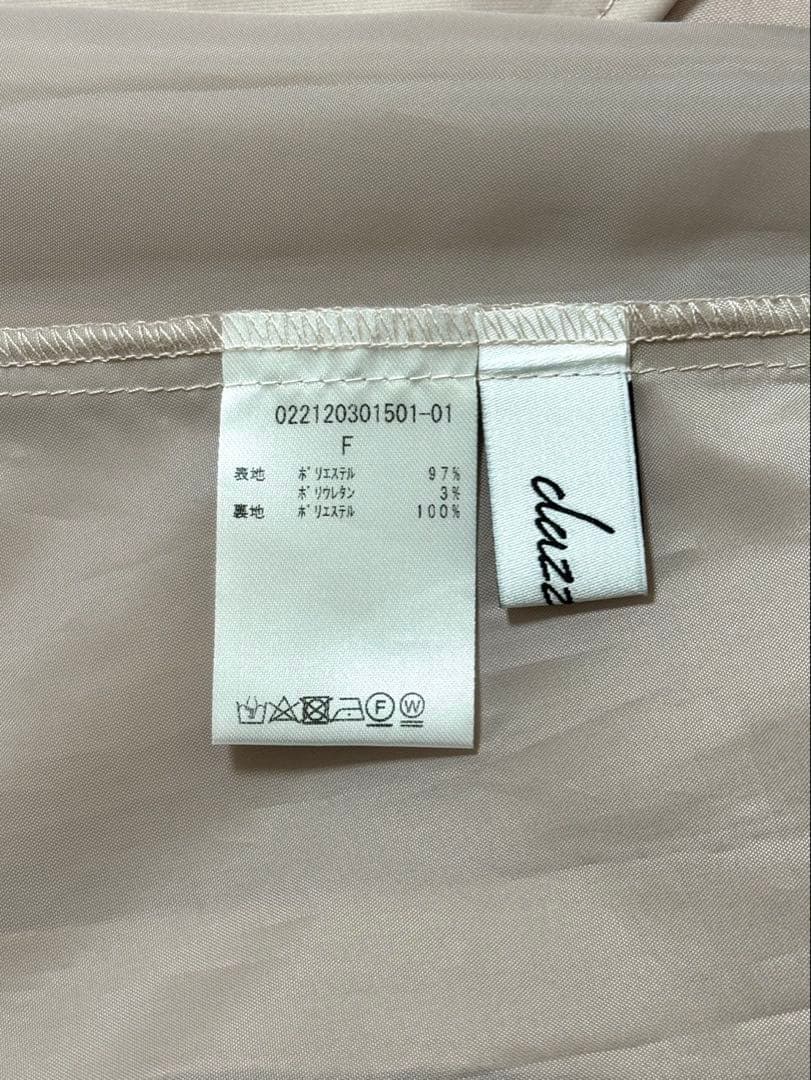 022120301501-01
F
表地 ポリエステル 97%
ポリウレタン 3%
裏地 ポリエステル 100%
F W
dazz